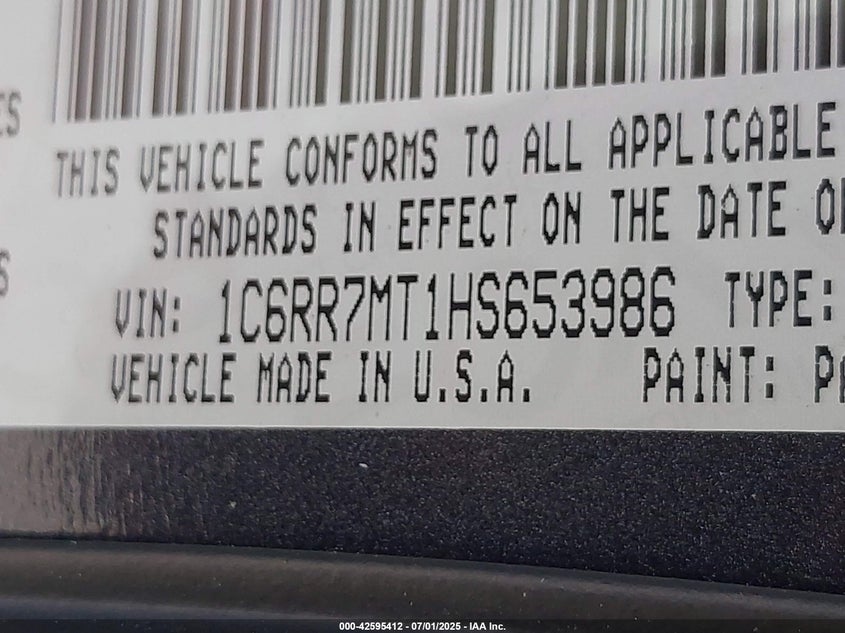 ES
THIS VEHICLE CONFORMS TO ALL APPLICABLE
STANDARDS IN EFFECT ON THE DATE
S
VIN: 1C6RR7MT1HS653986 TYPE:
VEHICLE MADE IN U.S.A. PAINT:
000-42595412 - 07/01/2025 - IAA Inc.